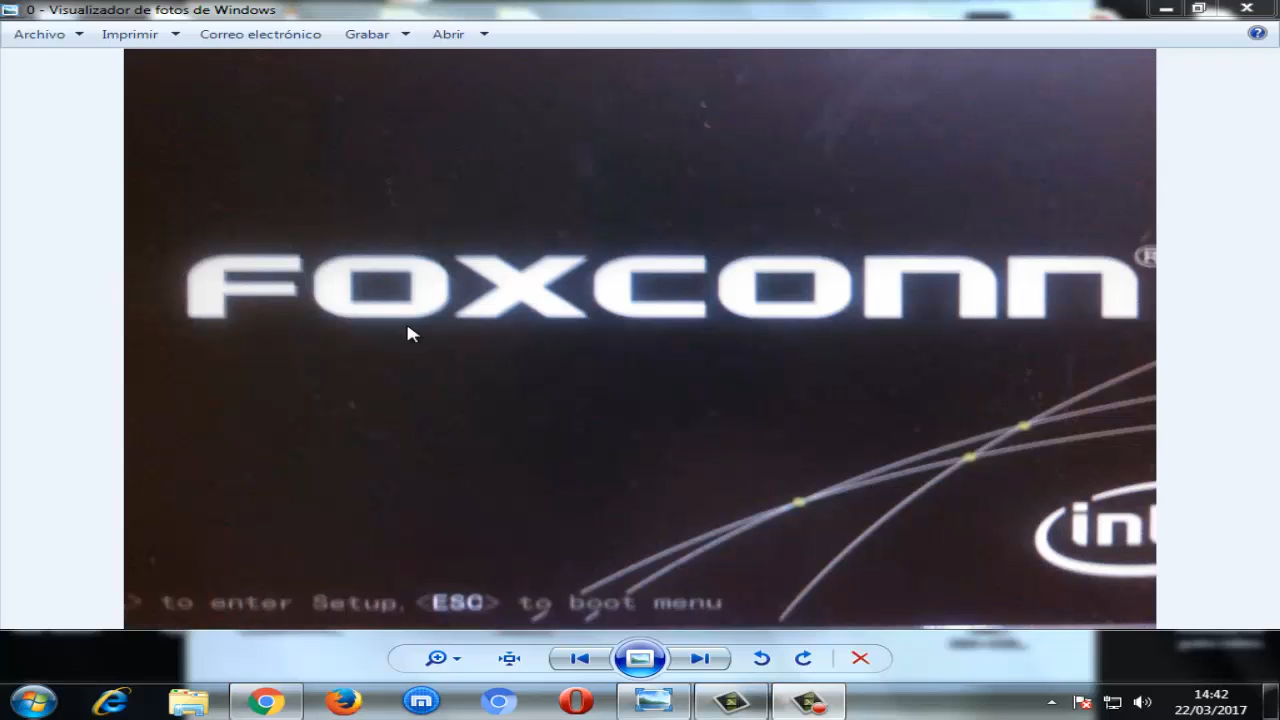 0 - Visualizador de fotos de Windows
Archivo Imprimir Correo electrónico Grabar Abrir
FOXCONN®
> to enter Setup, <ESC> to boot menu
14:42
22/03/2017